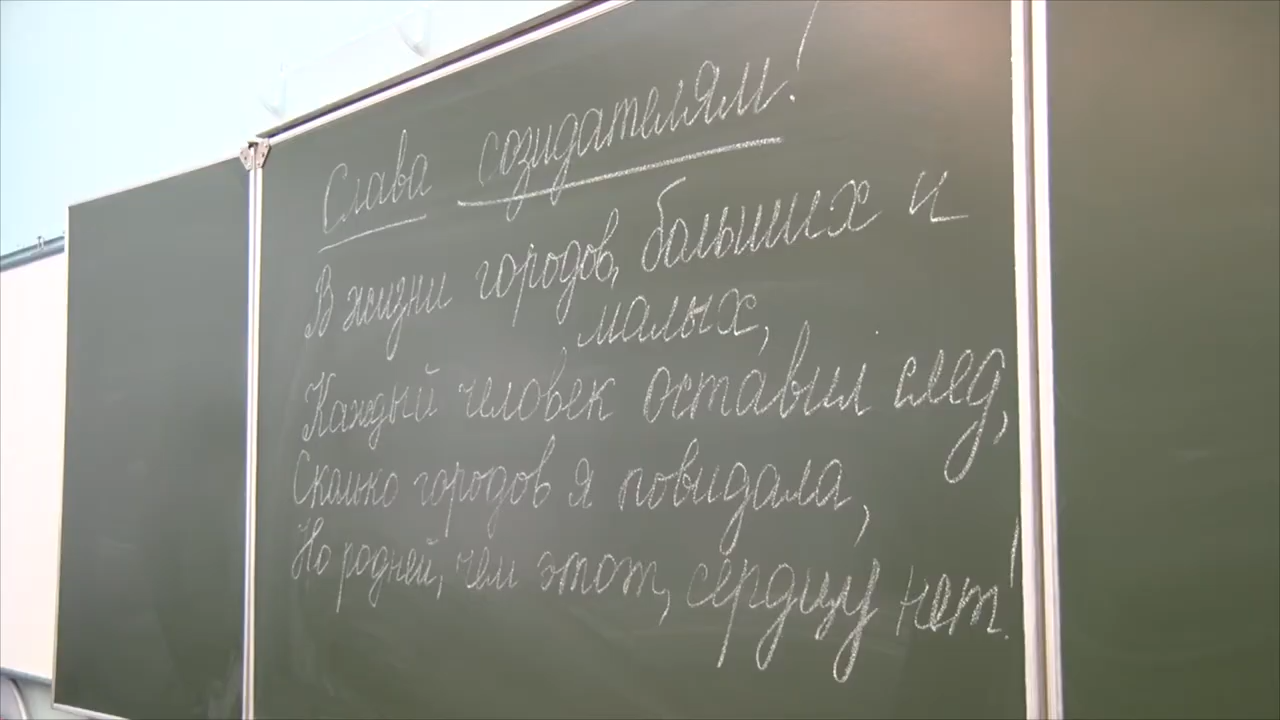 Слава созидателям!
В жизни городов, больших и
малых,
Каждый человек оставил след,
Сколько городов я повидала,
Но родней, чем этот, сердцу нет!